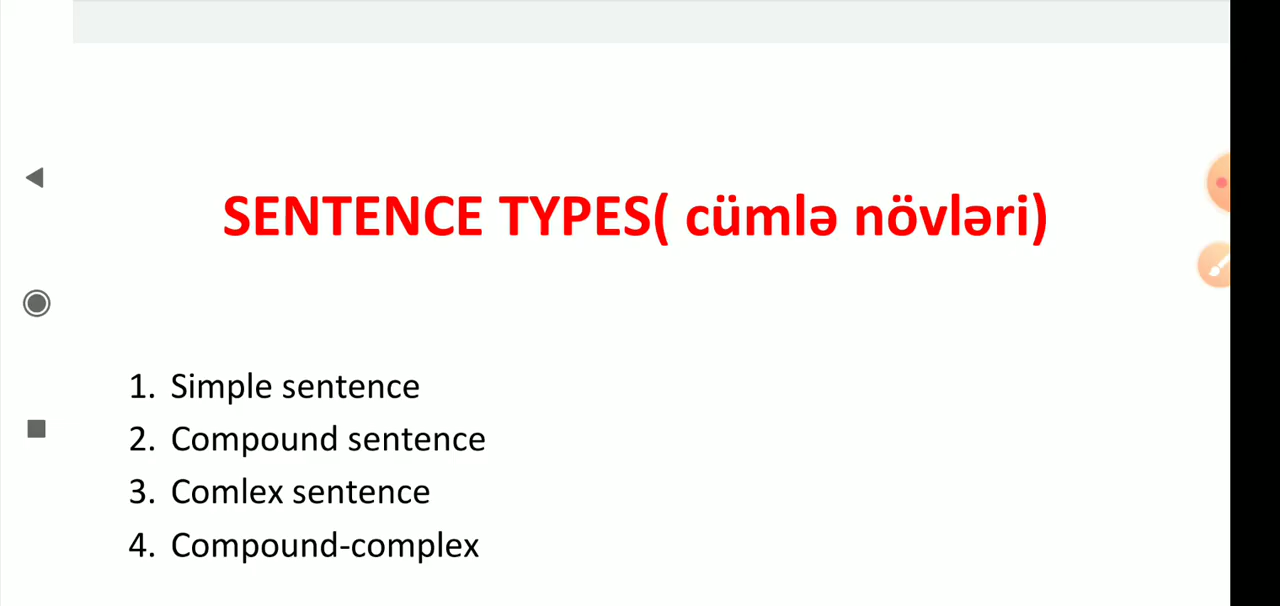 SENTENCE TYPES( cümlə növləri)
1. Simple sentence
2. Compound sentence
3. Comlex sentence
4. Compound-complex